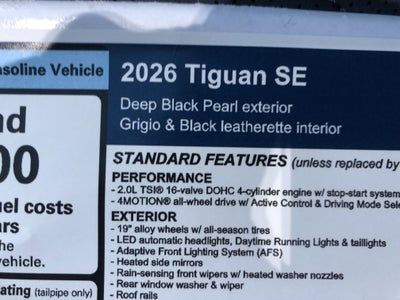 asoline Vehicle
2026 Tiguan SE
Deep Black Pearl exterior
Grigio & Black leatherette interior
nd
00
uel costs
ars
he
vehicle.
ating (tailpipe only)
STANDARD FEATURES (unless replaced by
PERFORMANCE
- 2.0L TSI® 16-valve DOHC 4-cylinder engine w/ stop-start system
- 4MOTION® all-wheel drive w/ Active Control & Driving Mode Sele
EXTERIOR
- 19" alloy wheels w/ all-season tires
- LED automatic headlights, Daytime Running Lights & taillights
- Adaptive Front Lighting System (AFS)
- Heated side mirrors
- Rain-sensing front wipers w/ heated washer nozzles
- Rear window washer & wiper
- Roof rails